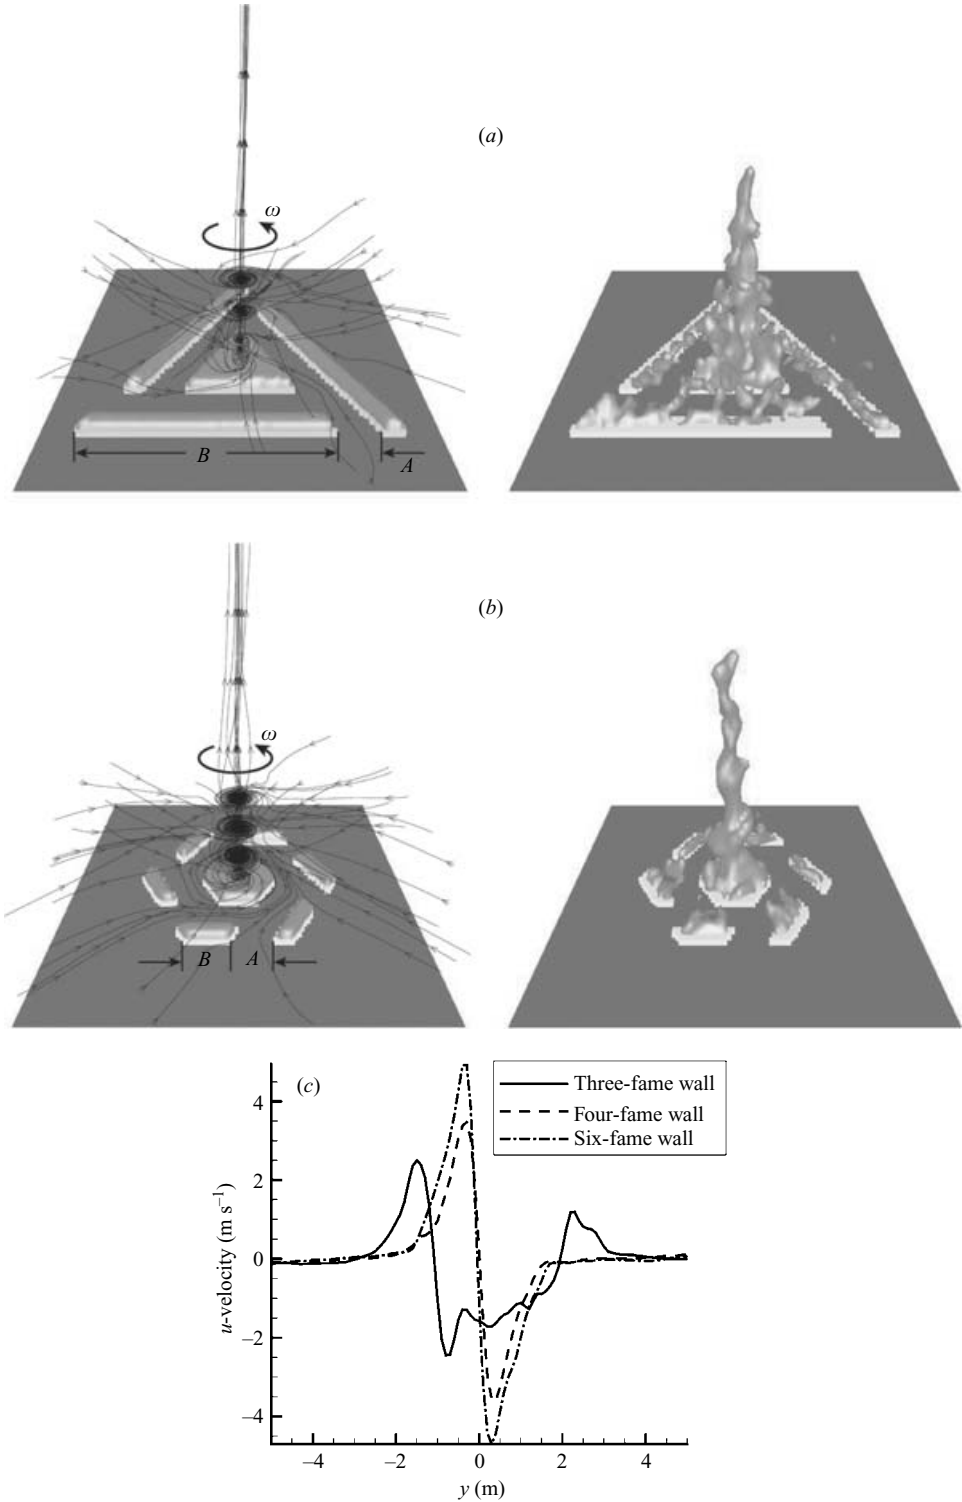 (a)
ω
B
A
(b)
ω
B
A
(c)
Three-fame wall
Four-fame wall
Six-fame wall
4
2
0
–2
–4
u-velocity (m s⁻¹)
–4 –2 0 2 4
y (m)